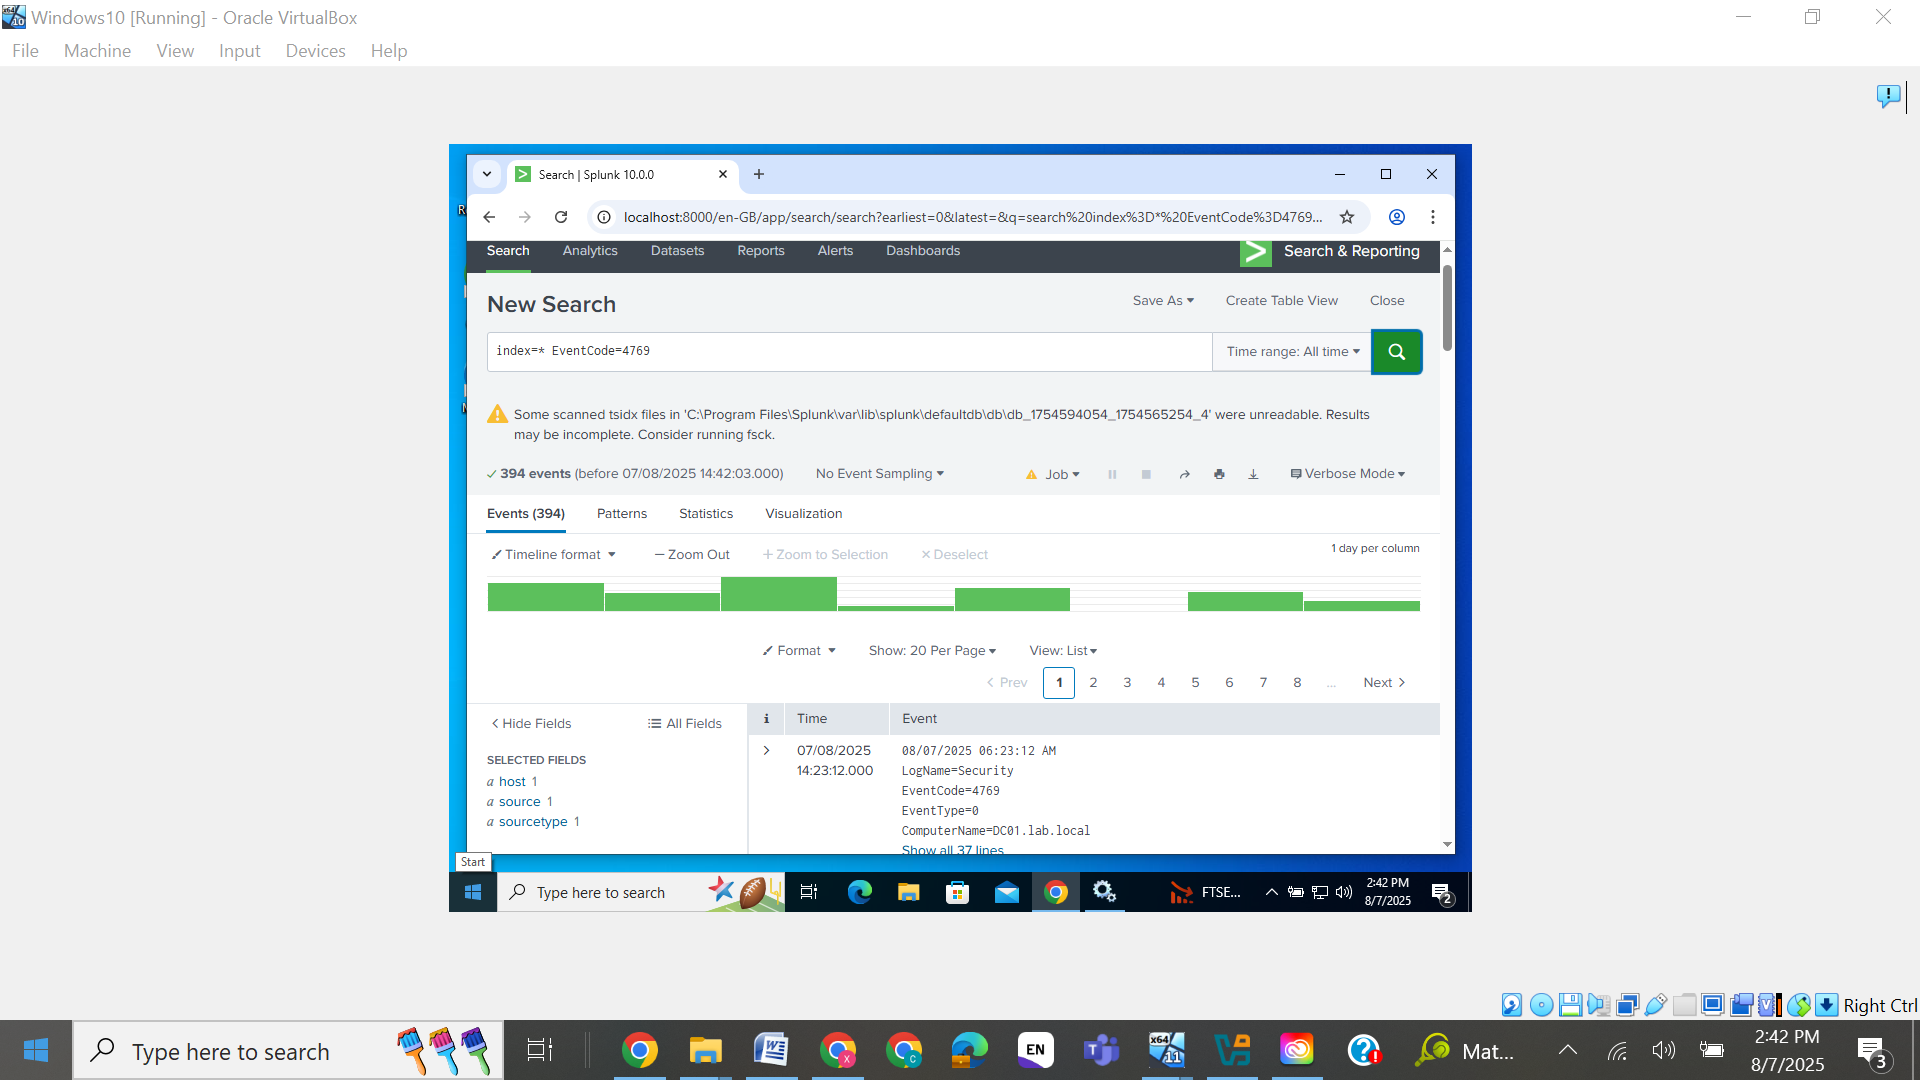 Windows10 [Running] - Oracle VirtualBox
File Machine View Input Devices Help
Search | Splunk 10.0.0
localhost:8000/en-GB/app/search/search?earliest=0&latest=&q=search%20index%3D*%20EventCode%3D4769...
Search Analytics Datasets Reports Alerts Dashboards Search & Reporting
New Search
Save As Create Table View Close
index=* EventCode=4769
Time range: All time
Some scanned tsidx files in 'C:\Program Files\Splunk\var\lib\splunk\defaultdb\db\db_1754594054_1754565254_4' were unreadable. Results
may be incomplete. Consider running fsck.
394 events (before 07/08/2025 14:42:03.000) No Event Sampling Job Verbose Mode
Events (394) Patterns Statistics Visualization
Timeline format — Zoom Out + Zoom to Selection × Deselect 1 day per column
Format Show: 20 Per Page View: List
< Prev 1 2 3 4 5 6 7 8 ... Next >
< Hide Fields All Fields
i Time Event
SELECTED FIELDS
a host 1
a source 1
a sourcetype 1
07/08/2025
14:23:12.000
08/07/2025 06:23:12 AM
LogName=Security
EventCode=4769
EventType=0
ComputerName=DC01.lab.local
Show all 37 lines
Start
Type here to search
FTSE...
2:42 PM
8/7/2025
2
Right Ctrl
Type here to search
EN
x64
11
Mat...
2:42 PM
8/7/2025
3